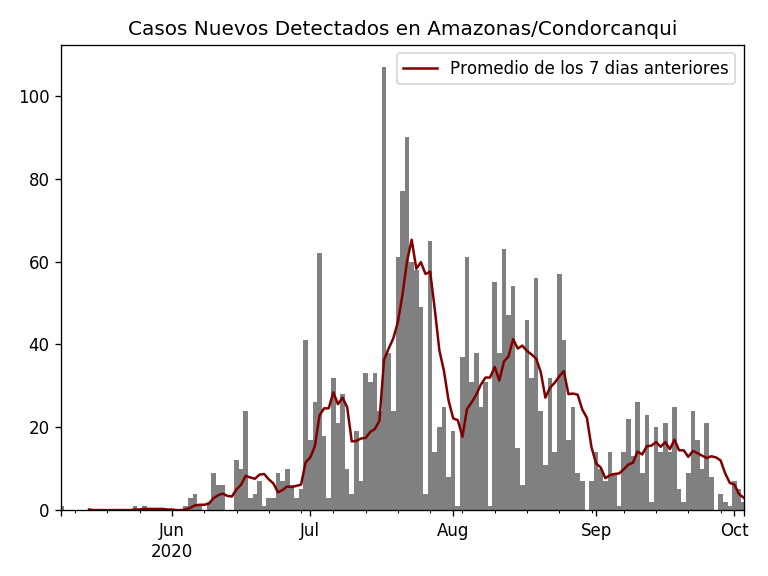 Casos Nuevos Detectados en Amazonas/Condorcanqui
Promedio de los 7 dias anteriores
100
80
60
40
20
0
Jun
2020
Jul
Aug
Sep
Oct